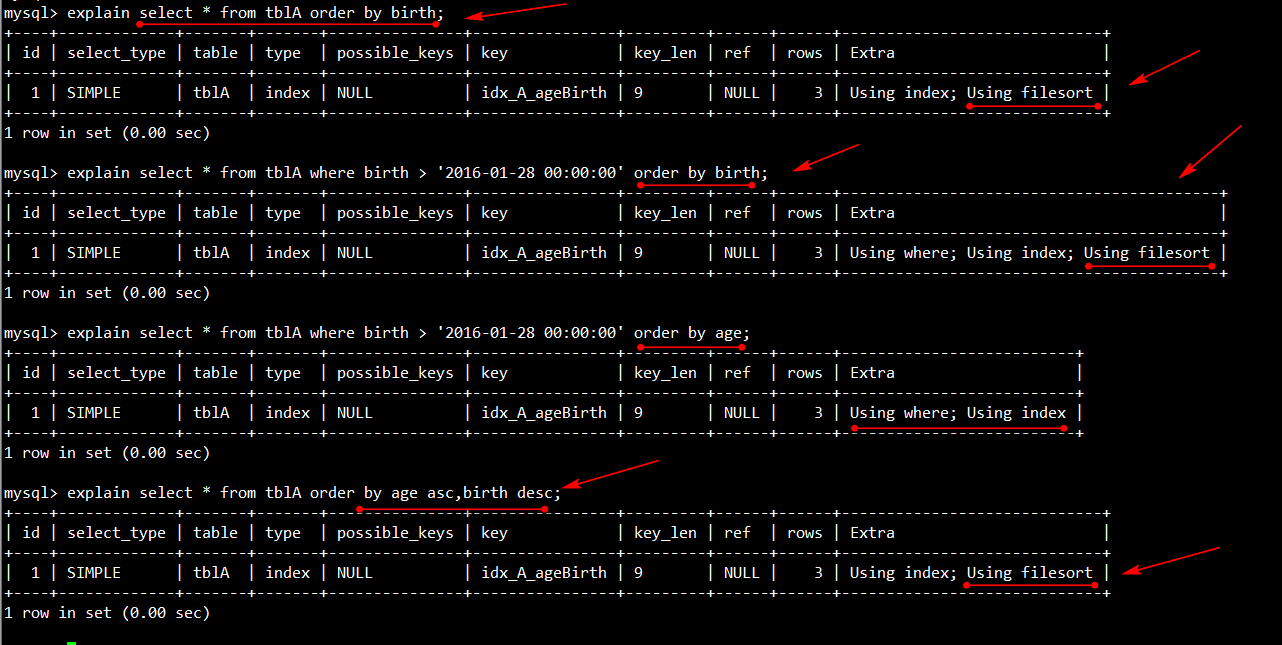 mysql> explain select * from tblA order by birth;
+----+-------------+-------+-------+---------------+----------------+---------+------+------+-----------------------------+
| id | select_type | table | type  | possible_keys | key            | key_len | ref  | rows | Extra                       |
+----+-------------+-------+-------+---------------+----------------+---------+------+------+-----------------------------+
|  1 | SIMPLE      | tblA  | index | NULL          | idx_A_ageBirth | 9       | NULL |    3 | Using index; Using filesort |
+----+-------------+-------+-------+---------------+----------------+---------+------+------+-----------------------------+
1 row in set (0.00 sec)
mysql> explain select * from tblA where birth > '2016-01-28 00:00:00' order by birth;
+----+-------------+-------+-------+---------------+----------------+---------+------+------+------------------------------------------+
| id | select_type | table | type  | possible_keys | key            | key_len | ref  | rows | Extra                                    |
+----+-------------+-------+-------+---------------+----------------+---------+------+------+------------------------------------------+
|  1 | SIMPLE      | tblA  | index | NULL          | idx_A_ageBirth | 9       | NULL |    3 | Using where; Using index; Using filesort |
+----+-------------+-------+-------+---------------+----------------+---------+------+------+------------------------------------------+
1 row in set (0.00 sec)
mysql> explain select * from tblA where birth > '2016-01-28 00:00:00' order by age;
+----+-------------+-------+-------+---------------+----------------+---------+------+------+--------------------------+
| id | select_type | table | type  | possible_keys | key            | key_len | ref  | rows | Extra                    |
+----+-------------+-------+-------+---------------+----------------+---------+------+------+--------------------------+
|  1 | SIMPLE      | tblA  | index | NULL          | idx_A_ageBirth | 9       | NULL |    3 | Using where; Using index |
+----+-------------+-------+-------+---------------+----------------+---------+------+------+--------------------------+
1 row in set (0.00 sec)
mysql> explain select * from tblA order by age asc,birth desc;
+----+-------------+-------+-------+---------------+----------------+---------+------+------+-----------------------------+
| id | select_type | table | type  | possible_keys | key            | key_len | ref  | rows | Extra                       |
+----+-------------+-------+-------+---------------+----------------+---------+------+------+-----------------------------+
|  1 | SIMPLE      | tblA  | index | NULL          | idx_A_ageBirth | 9       | NULL |    3 | Using index; Using filesort |
+----+-------------+-------+-------+---------------+----------------+---------+------+------+-----------------------------+
1 row in set (0.00 sec)